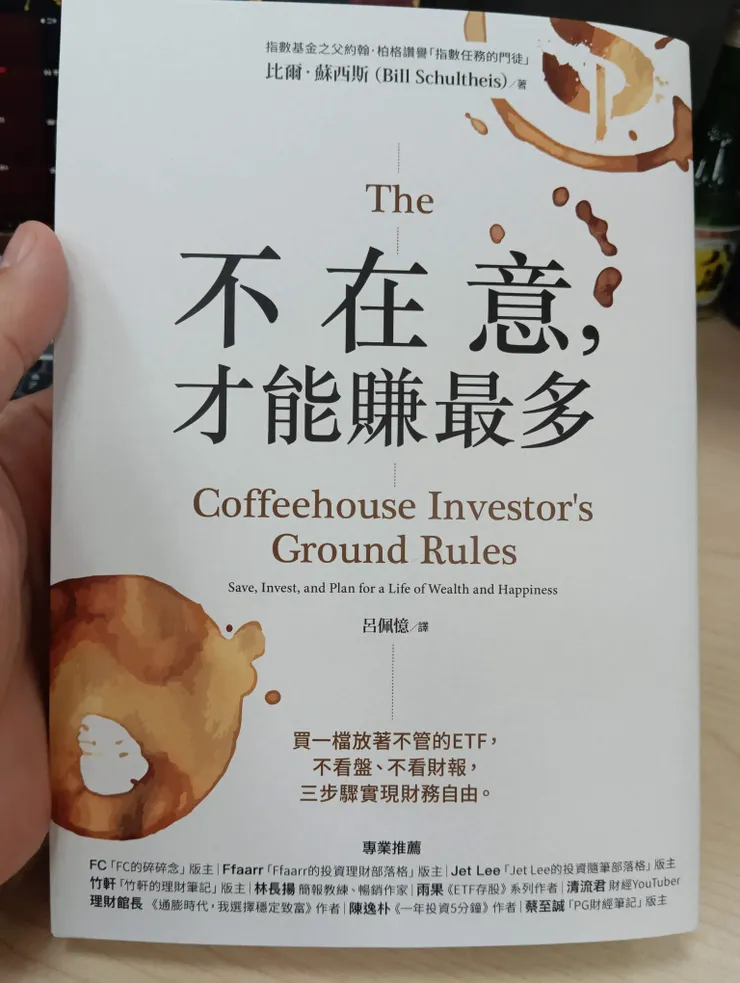 指數基金之父約翰·柏格讚譽「指數任務的門徒」
比爾·蘇西斯（Bill Schultheis）／著
The
不在意,
才能賺最多
Coffeehouse Investor's
Ground Rules
Save, Invest, and Plan for a Life of Wealth and Happiness
呂佩憶／譯
買一檔放著不管的ETF，
不看盤、不看財報，
三步驟實現財務自由。
專業推薦
FC「FC的碎碎念」版主｜Ffaarr「Ffaarr的投資理財部落格」版主｜Jet Lee「Jet Lee的投資隨筆部落格」版主
竹軒「竹軒的理財筆記」版主｜林長揚 簡報教練、暢銷作家｜雨果《ETF存股》系列作者｜清流君 財經YouTuber
理財館長《通膨時代，我選擇穩定致富》作者｜陳逸朴《一年投資5分鐘》作者｜蔡至誠「PG財經筆記」版主